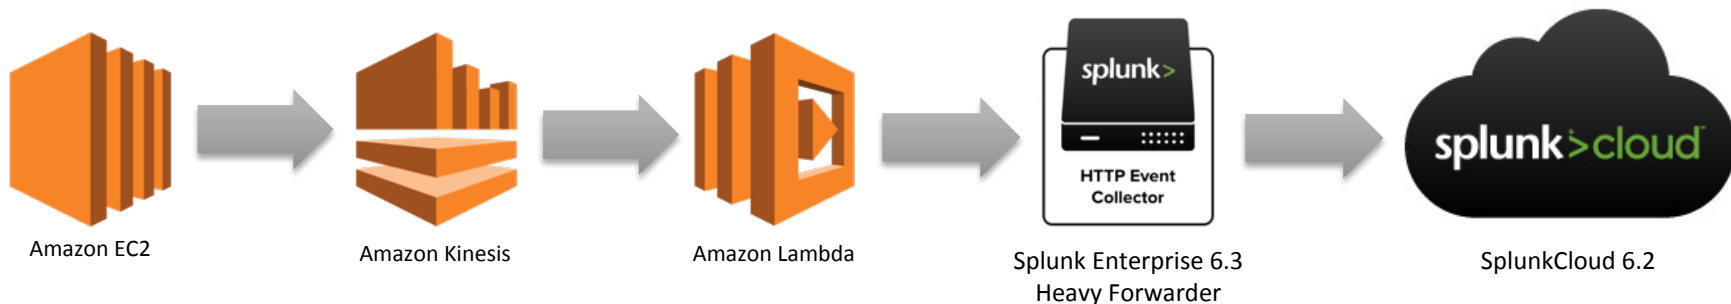 splunk>
HTTP Event
Collector
splunk>cloud
Amazon EC2
Amazon Kinesis
Amazon Lambda
Splunk Enterprise 6.3
Heavy Forwarder
SplunkCloud 6.2